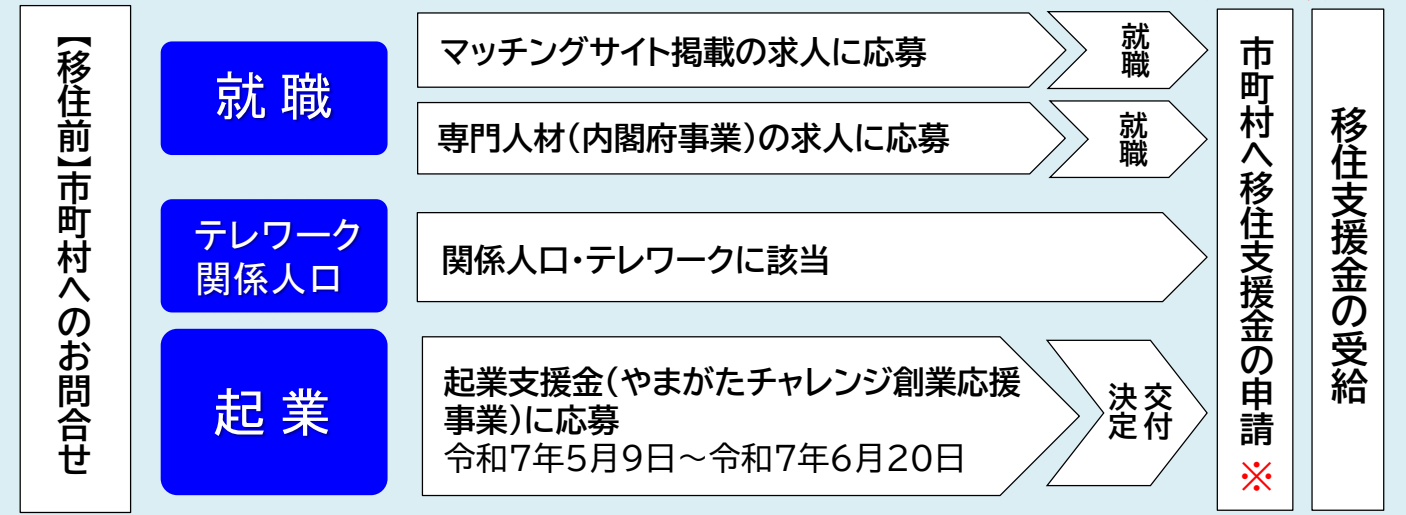 【移住前】市町村へのお問合せ
就職
マッチングサイト掲載の求人に応募
就職
専門人材(内閣府事業)の求人に応募
就職
テレワーク
関係人口
関係人口・テレワークに該当
起業
起業支援金(やまがたチャレンジ創業応援
事業)に応募
令和7年5月9日～令和7年6月20日
交付
決定
市町村へ移住支援金の申請※
移住支援金の受給